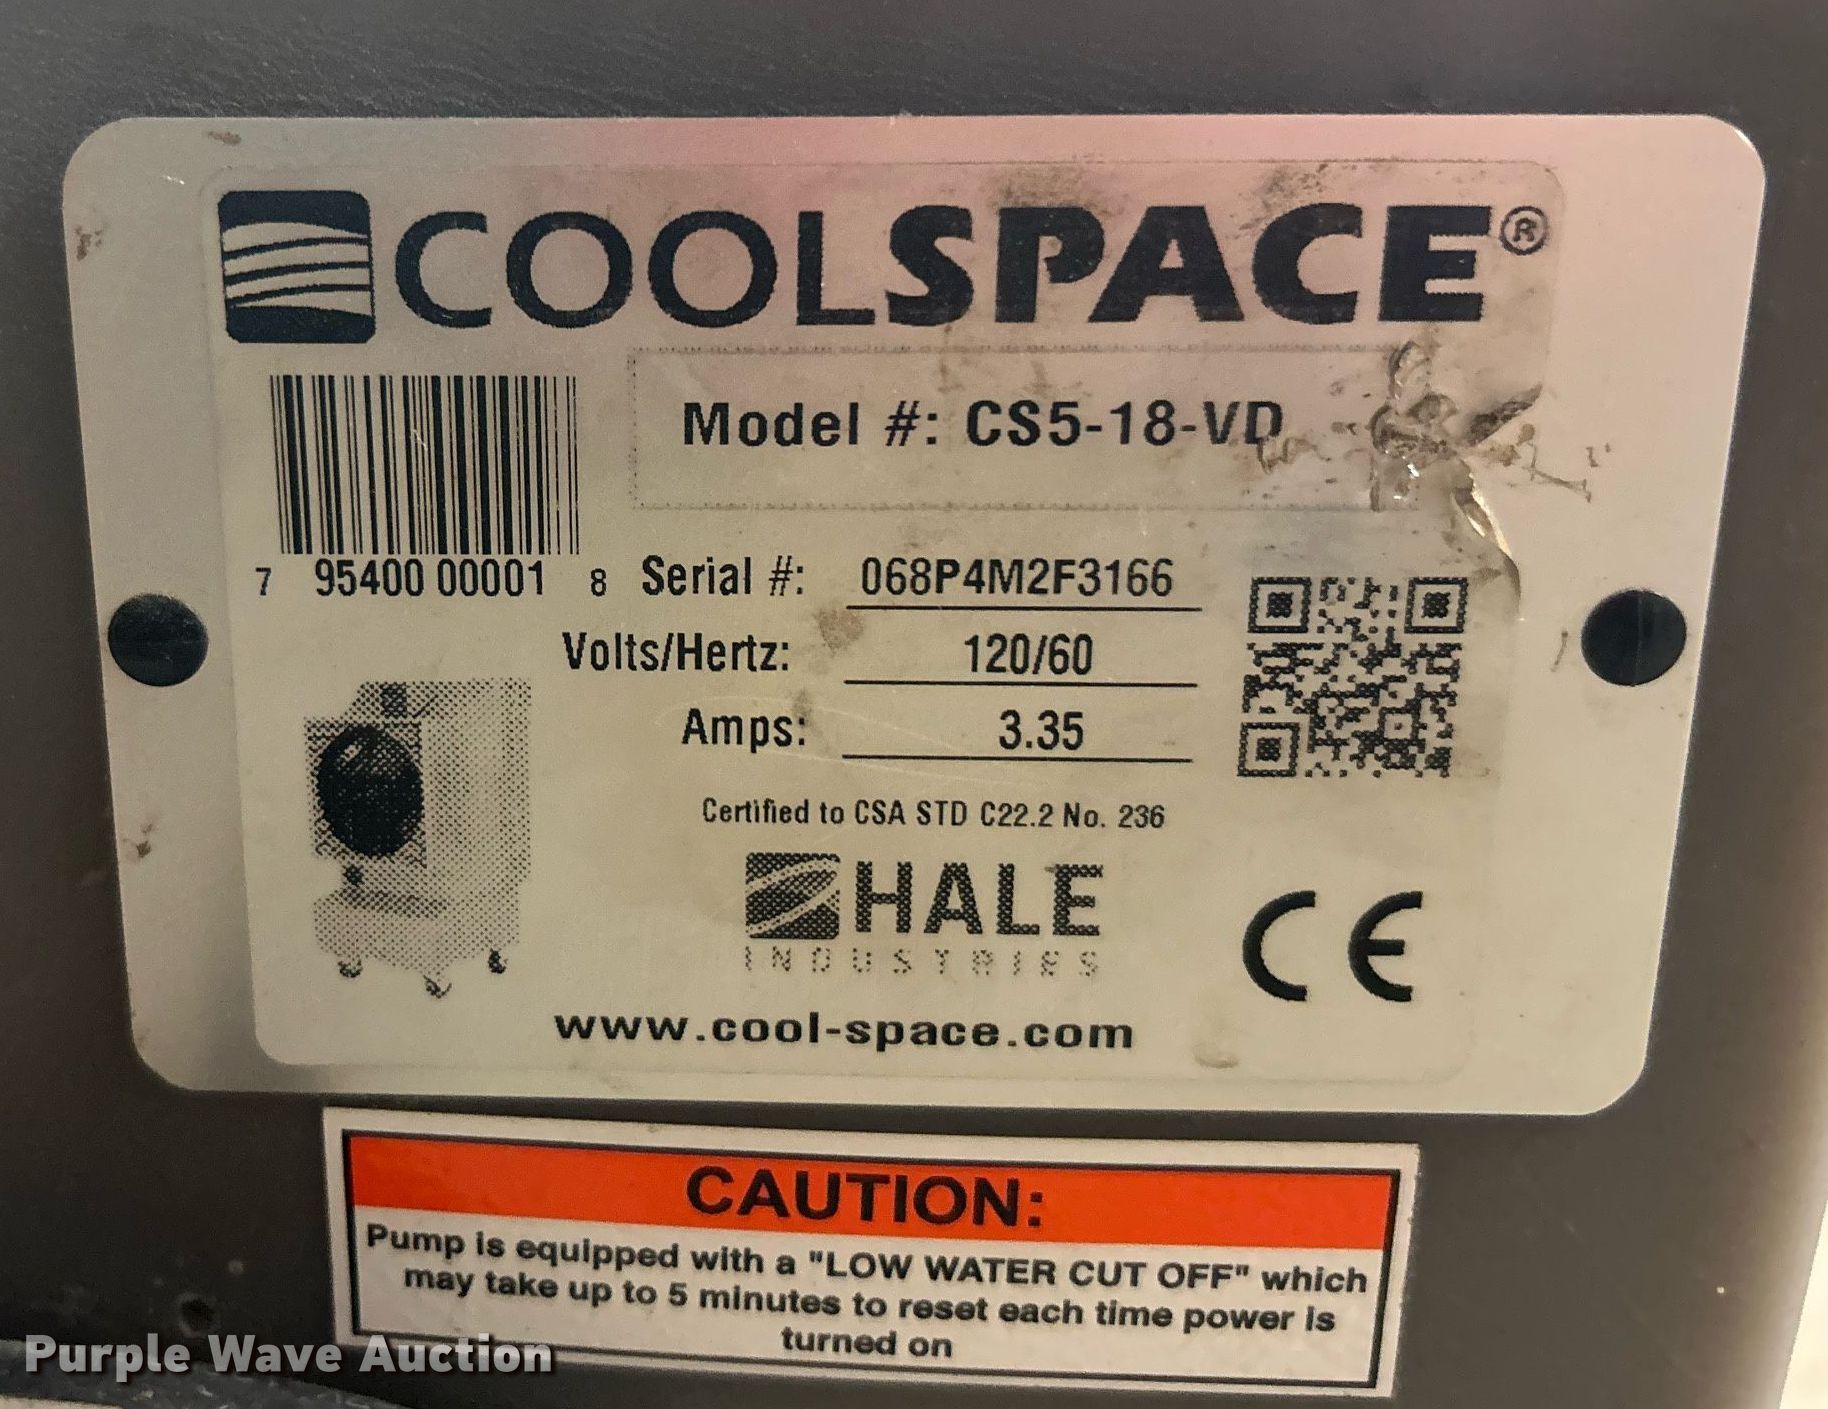 COOLSPACE®
Model #: CS5-18-VD
7 95400 00001 8
Serial #: 068P4M2F3166
Volts/Hertz: 120/60
Amps: 3.35
Certified to CSA STD C22.2 No. 236
HALE
INDUSTRIES
CE
www.cool-space.com
CAUTION:
Pump is equipped with a "LOW WATER CUT OFF" which
may take up to 5 minutes to reset each time power is
turned on
Purple Wave Auction